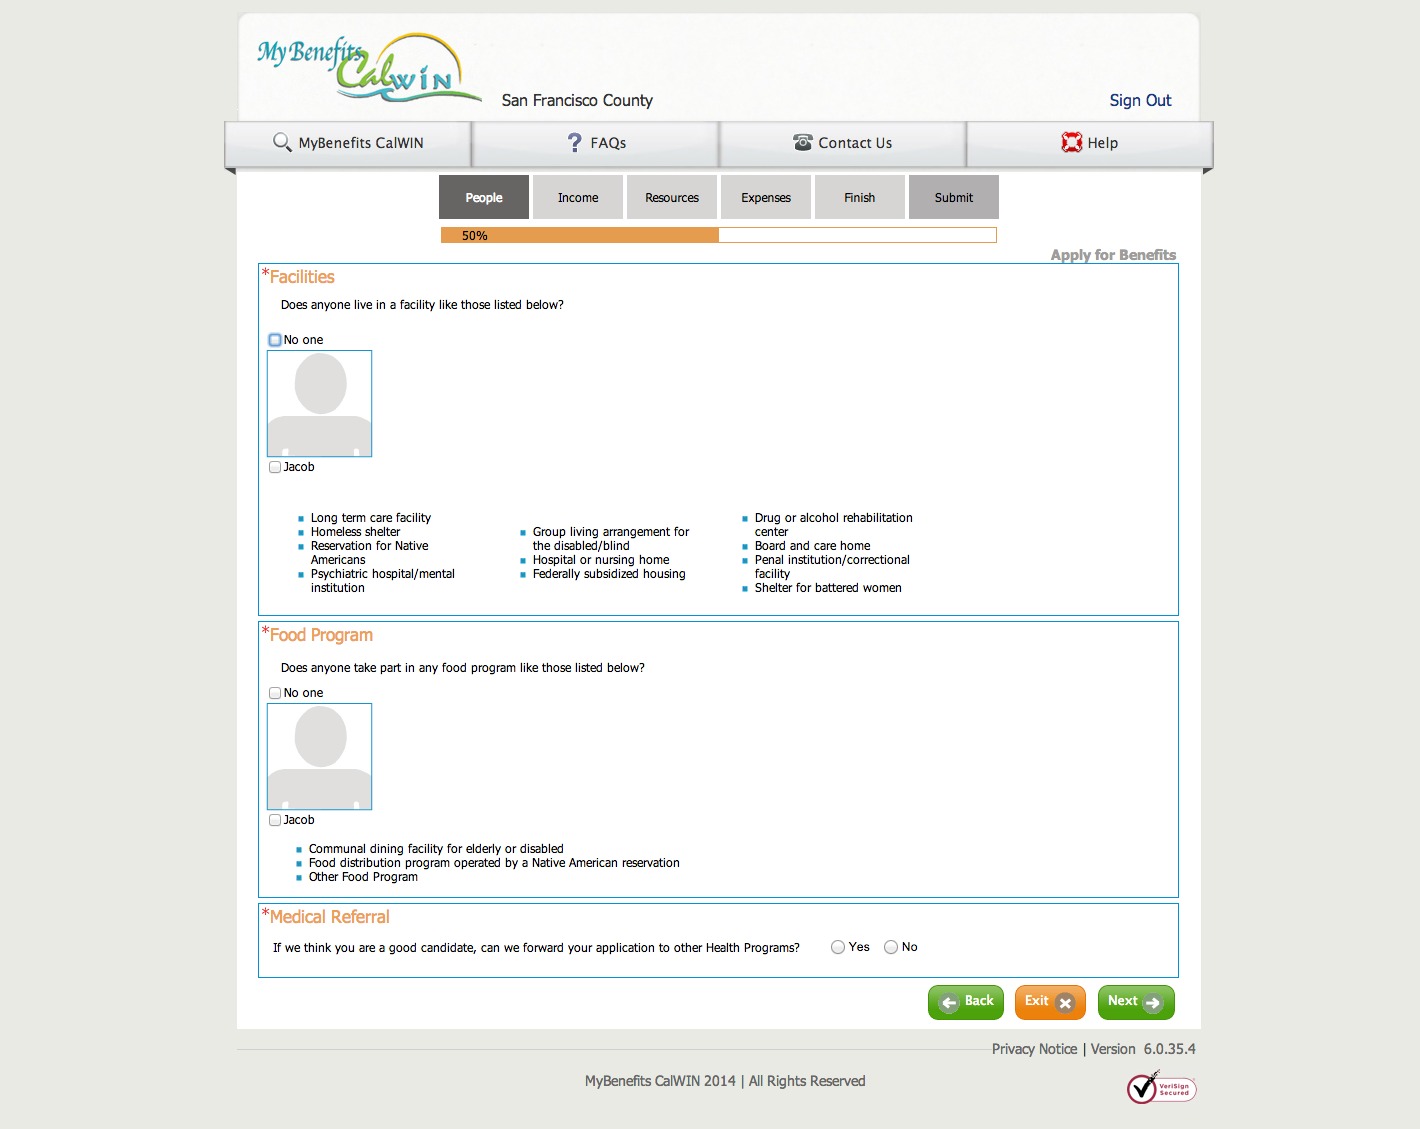 My Benefits
CalWIN
San Francisco County
Sign Out
MyBenefits CalWIN
FAQs
Contact Us
Help
People
Income
Resources
Expenses
Finish
Submit
50%
Apply for Benefits
*Facilities
Does anyone live in a facility like those listed below?
No one
Jacob
Long term care facility
Homeless shelter
Reservation for Native
Americans
Psychiatric hospital/mental
institution
Group living arrangement for
the disabled/blind
Hospital or nursing home
Federally subsidized housing
Drug or alcohol rehabilitation
center
Board and care home
Penal institution/correctional
facility
Shelter for battered women
*Food Program
Does anyone take part in any food program like those listed below?
No one
Jacob
Communal dining facility for elderly or disabled
Food distribution program operated by a Native American reservation
Other Food Program
*Medical Referral
If we think you are a good candidate, can we forward your application to other Health Programs? Yes No
Back
Exit
Next
Privacy Notice | Version 6.0.35.4
MyBenefits CalWIN 2014 | All Rights Reserved
VeriSign
Secured